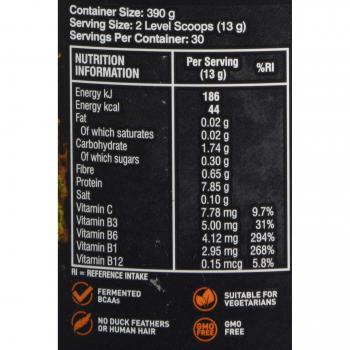 Container Size: 390 g
Serving Size: 2 Level Scoops (13 g)
Servings Per Container: 30
NUTRITION INFORMATION Per Serving (13 g) %RI
Energy kJ 186
Energy kcal 44
Fat 0.02 g
Of which saturates 0.02 g
Carbohydrate 1.74 g
Of which sugars 0.30 g
Fibre 0.65 g
Protein 7.85 g
Salt 0.10 g
Vitamin C 7.78 mg 9.7%
Vitamin B3 5.00 mg 31%
Vitamin B6 4.12 mg 294%
Vitamin B1 2.95 mg 268%
Vitamin B12 0.15 mcg 5.8%
RI = REFERENCE INTAKE
FERMENTED BCAAs
SUITABLE FOR VEGETARIANS
NO DUCK FEATHERS OR HUMAN HAIR
GMO FREE
GMO FREE